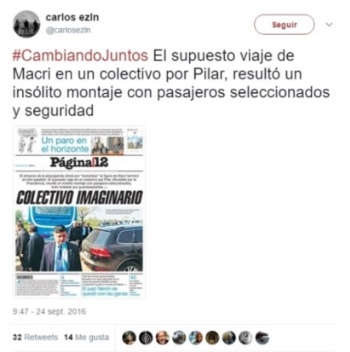 carlos ezin
@carlosezin
Seguir
#CambiandoJuntos El supuesto viaje de
Macri en un colectivo por Pilar, resultó un
insólito montaje con pasajeros seleccionados
y seguridad
Un paro en
el horizonte
Página12
COLECTIVO IMAGINARIO
9:47 - 24 sept. 2016
32 Retweets 14 Me gusta